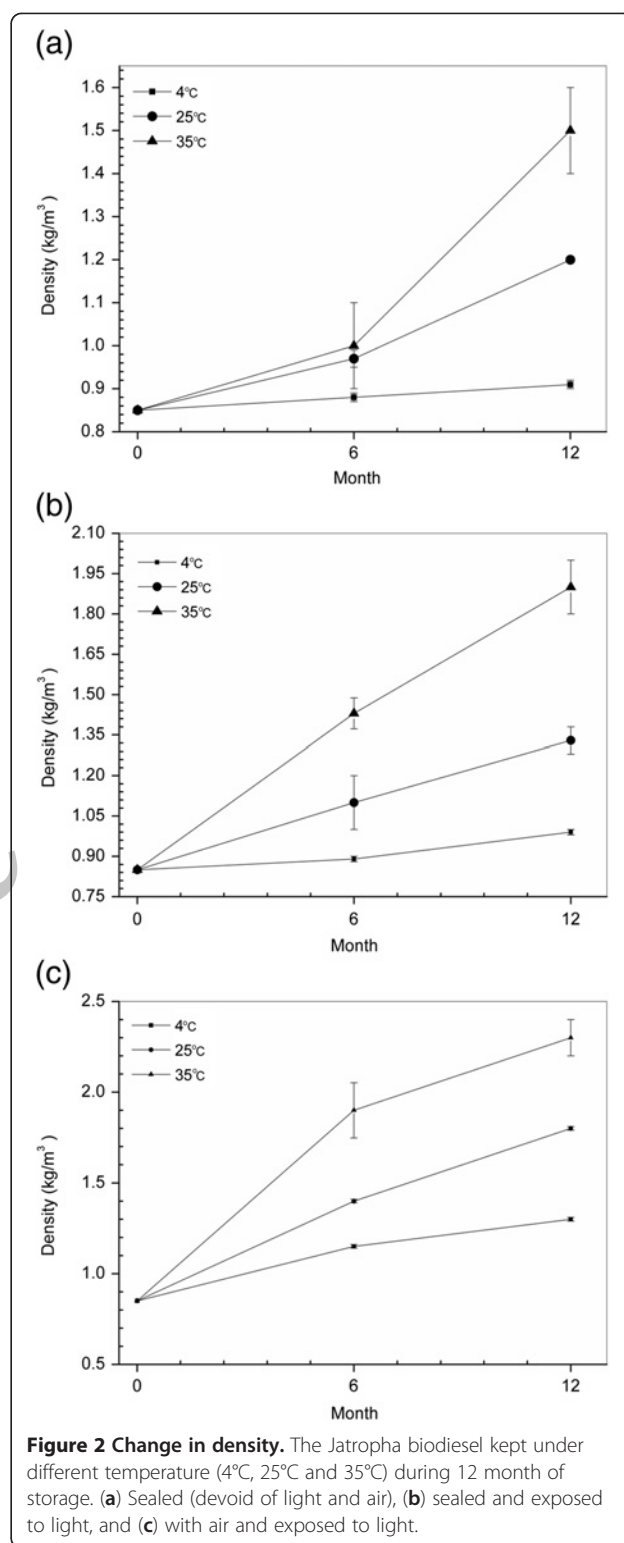 (a)
4°C
25°C
35°C
1.6
1.5
1.4
1.3
1.2
1.1
1.0
0.9
0.8
Density (kg/m³)
0
6
12
Month
(b)
4°C
25°C
35°C
2.10
1.95
1.80
1.65
1.50
1.35
1.20
1.05
0.90
0.75
Density (kg/m³)
0
6
12
Month
(c)
4°C
25°C
35°C
2.5
2.0
1.5
1.0
0.5
Density (kg/m³)
0
6
12
Month
Figure 2 Change in density. The Jatropha biodiesel kept under
different temperature (4°C, 25°C and 35°C) during 12 month of
storage. (a) Sealed (devoid of light and air), (b) sealed and exposed
to light, and (c) with air and exposed to light.